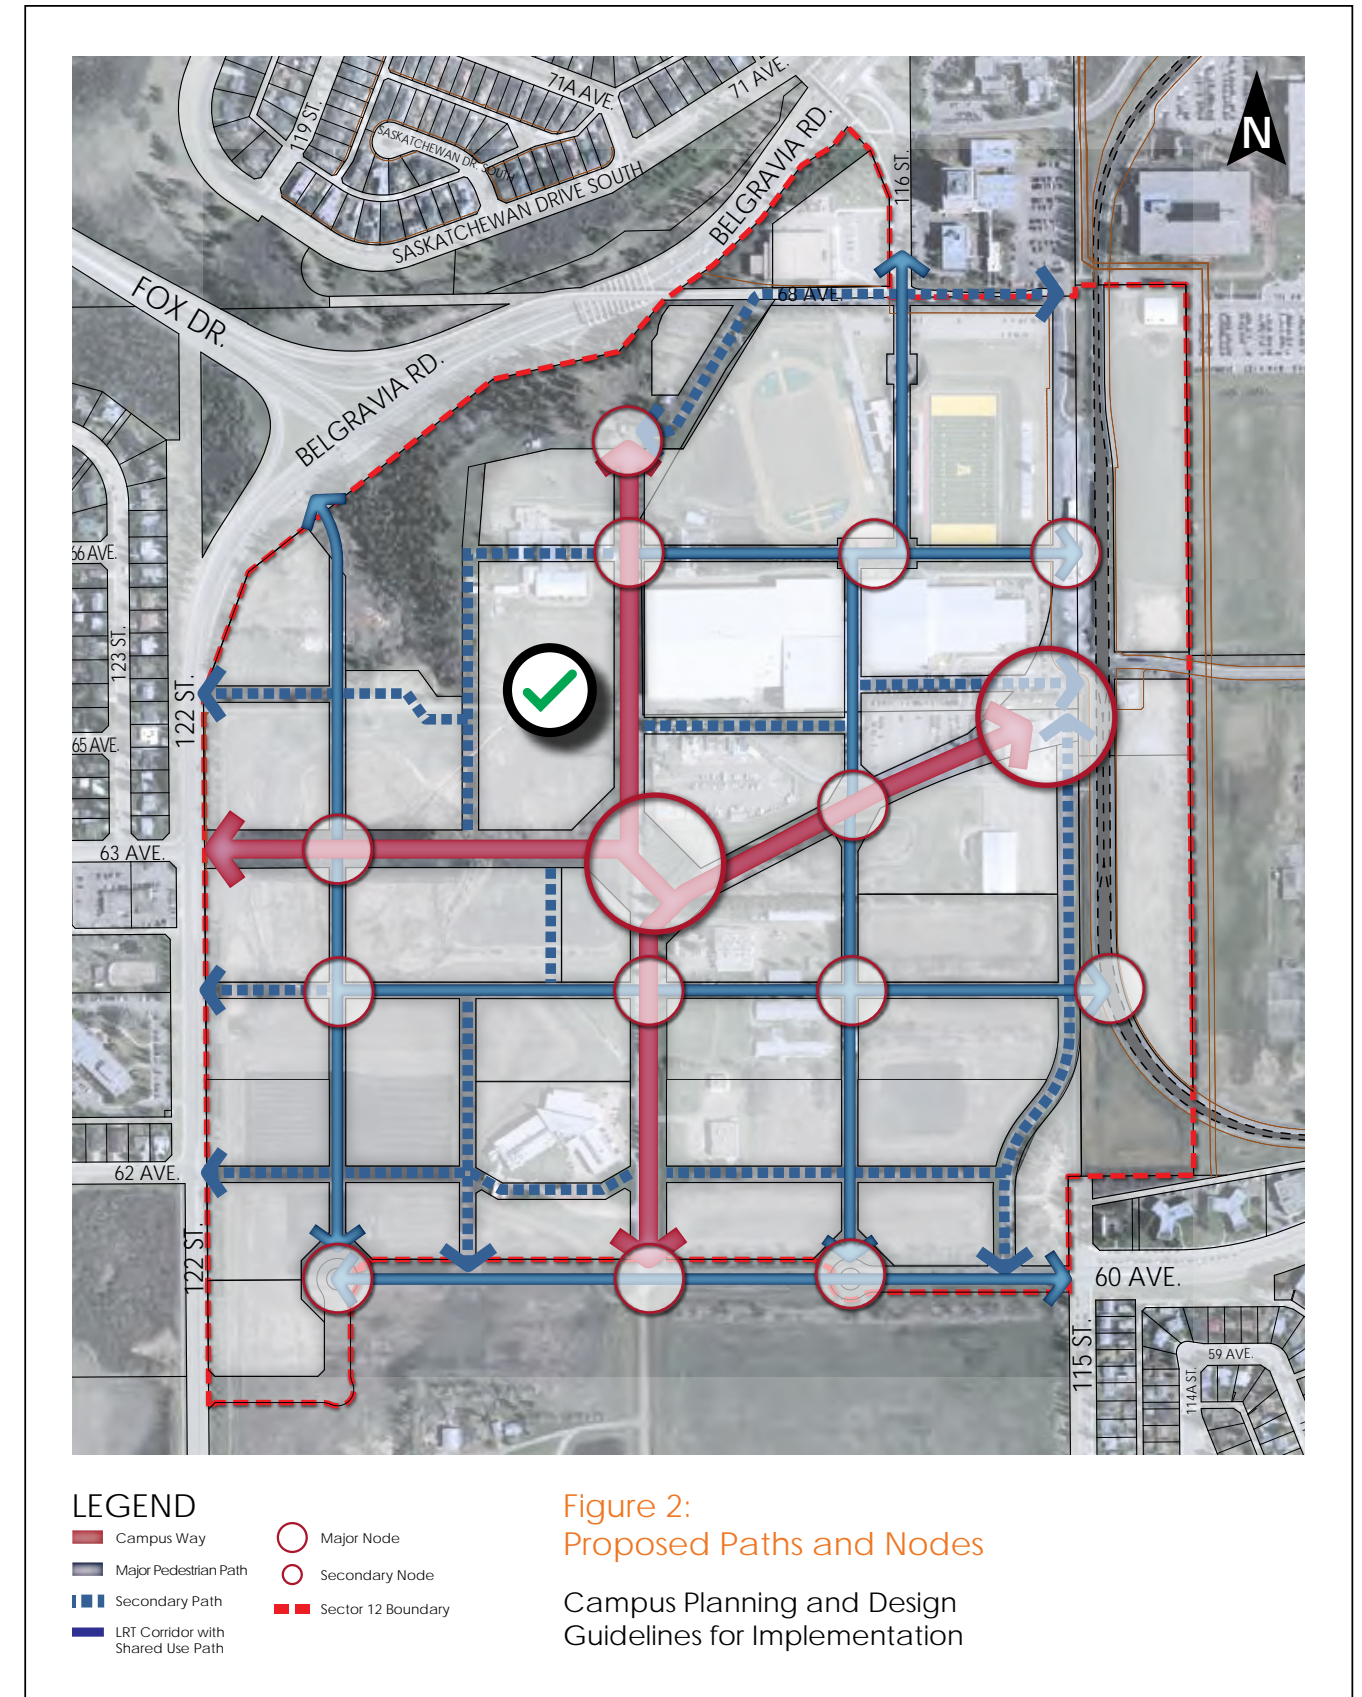 71A AVE.
71 AVE.
119 ST.
SASKATCHEWAN DR. SOUTH
SASKATCHEWAN DRIVE SOUTH
BELGRAVIA RD.
116 ST.
N
FOX DR.
68 AVE.
BELGRAVIA RD.
A
66 AVE.
123 ST.
122 ST.
65 AVE.
63 AVE.
62 AVE.
122 ST.
60 AVE.
115 ST.
59 AVE.
114A ST.
LEGEND
Campus Way
Major Pedestrian Path
Secondary Path
LRT Corridor with
Shared Use Path
Major Node
Secondary Node
Sector 12 Boundary
Figure 2:
Proposed Paths and Nodes
Campus Planning and Design
Guidelines for Implementation